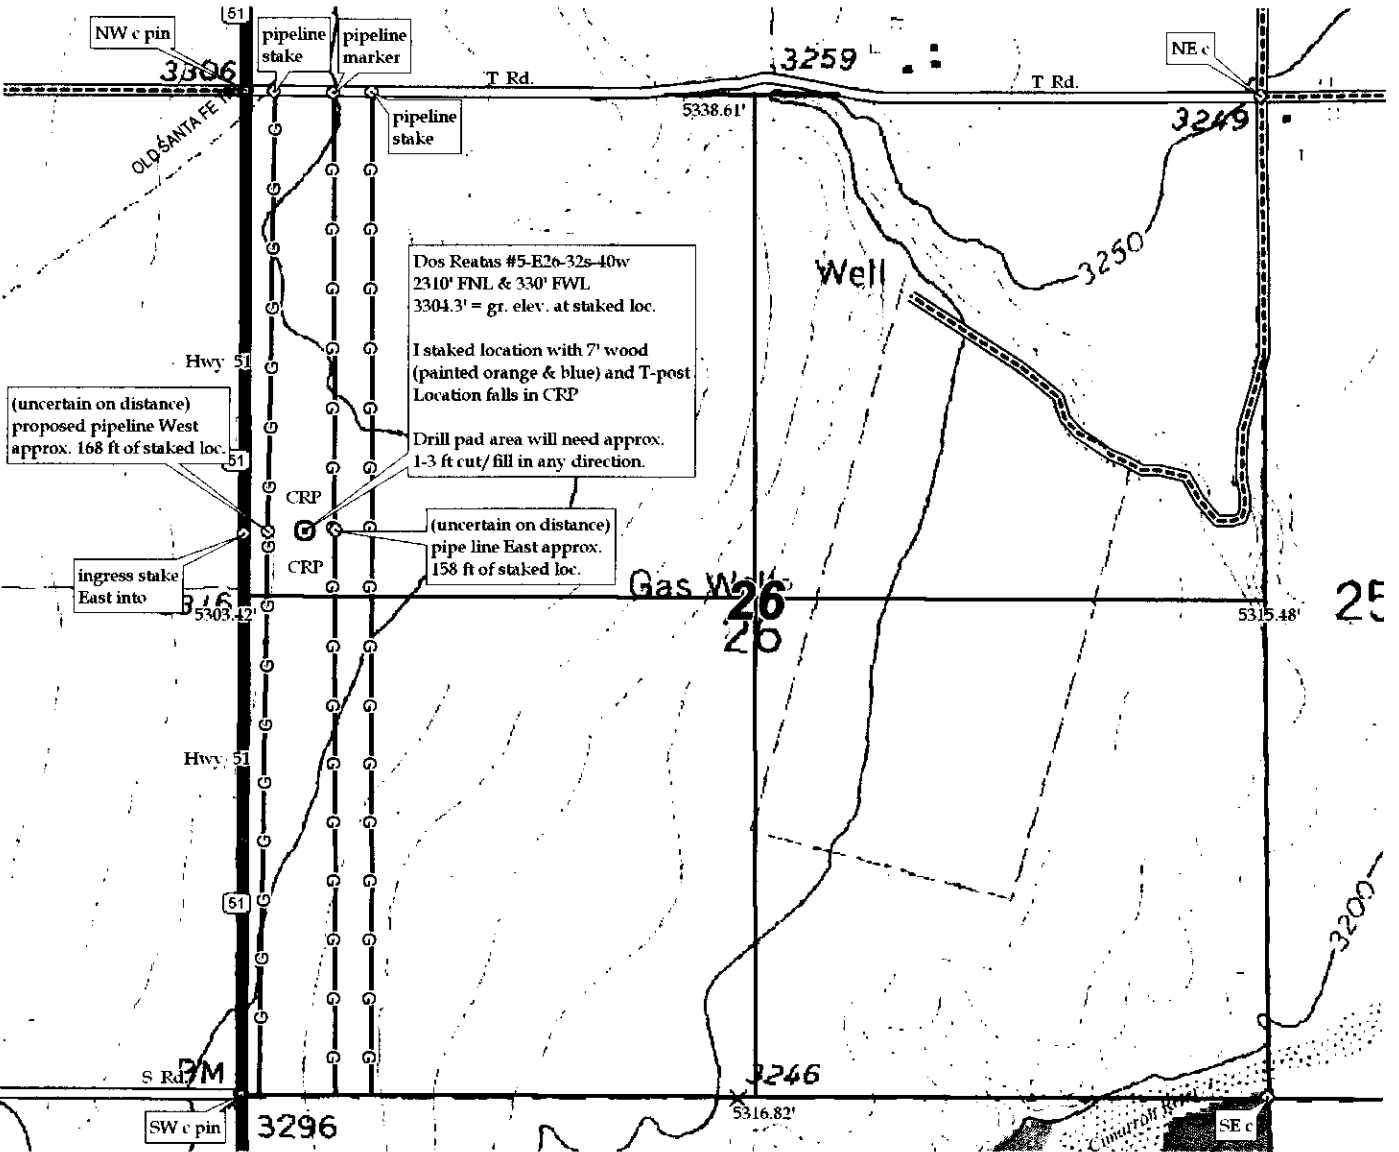 51
NW c pin
pipeline
stake
pipeline
marker
3306
T Rd.
3259
T Rd.
NE c
5338.61'
3249
OLD SANTA FE
pipeline
stake
3250
Well
Dos Reatas #5-E26-32s-40w
2310' FNL & 330' FWL
3304.3' = gr. elev. at staked loc.
I staked location with 7' wood
(painted orange & blue) and T-post
Location falls in CRP
Drill pad area will need approx.
1-3 ft cut/fill in any direction.
Hwy 51
(uncertain on distance)
proposed pipeline West
approx. 168 ft of staked loc.
51
CRP
CRP
(uncertain on distance)
pipe line East approx.
158 ft of staked loc.
ingress stake
East into
5303.42'
Gas
26
26
5315.48'
25
Hwy 51
51
3200
S Rd.
3246
5316.82'
SW c pin
3296
Cimarron River
SE c
G G G G G G G G G G G G G G G G
G G G G G G G G G G G G G G G G
G G G G G G G G G G G G G G G G